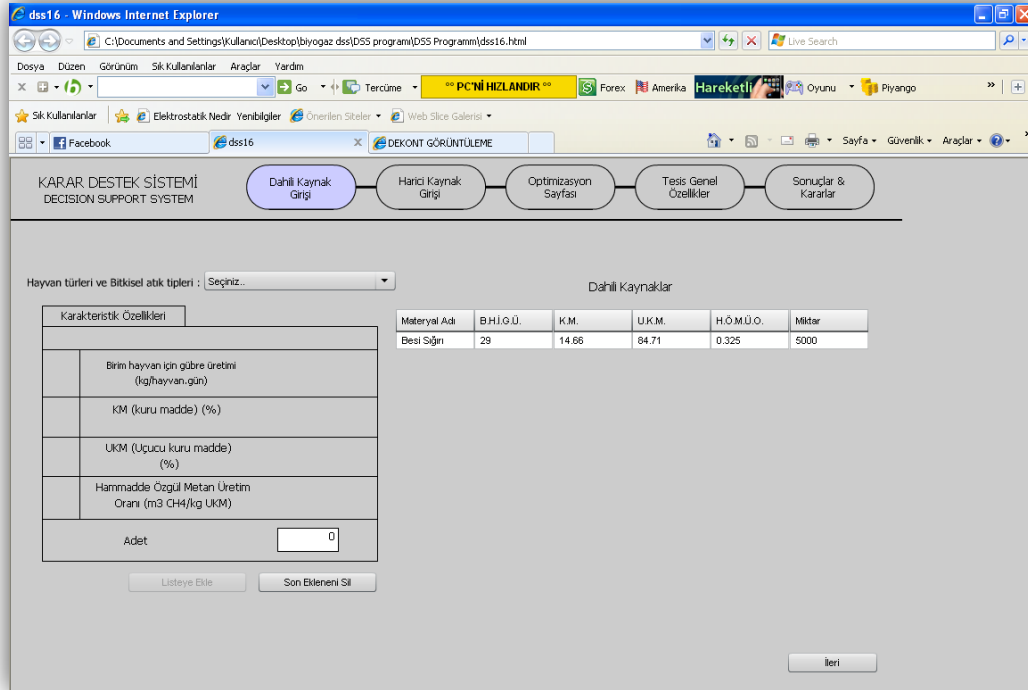 dss16 - Windows Internet Explorer
C:\Documents and Settings\Kullanıcı\Desktop\biyogaz dss\DSS programı\DSS Programm\dss16.html
Live Search
Dosya Düzen Görünüm Sık Kullanılanlar Araçlar Yardım
Go Tercüme °° PC'Nİ HIZLANDIR °° Forex Amerika Hareketli Oyunu Piyango
Sık Kullanılanlar Elektrostatik Nedir Yenibilgiler Önerilen Siteler Web Slice Galerisi
Facebook dss16 DEKONT GÖRÜNTÜLEME Sayfa Güvenlik Araçlar
KARAR DESTEK SİSTEMİ
DECISION SUPPORT SYSTEM
Dahili Kaynak
Girişi
Harici Kaynak
Girişi
Optimizasyon
Sayfası
Tesis Genel
Özellikler
Sonuçlar &
Kararlar
Hayvan türleri ve Bitkisel atık tipleri : Seçiniz..
Karakteristik Özellikleri
Birim hayvan için gübre üretimi
(kg/hayvan.gün)
KM (kuru madde) (%)
UKM (Uçucu kuru madde)
(%)
Hammadde Özgül Metan Üretim
Oranı (m3 CH4/kg UKM)
Adet 0
Listeye Ekle Son Ekleneni Sil
Dahili Kaynaklar
Materyal Adı B.H.İ.G.Ü. K.M. U.K.M. H.Ö.M.Ü.O. Miktar
Besi Sığırı 29 14.66 84.71 0.325 5000
İleri